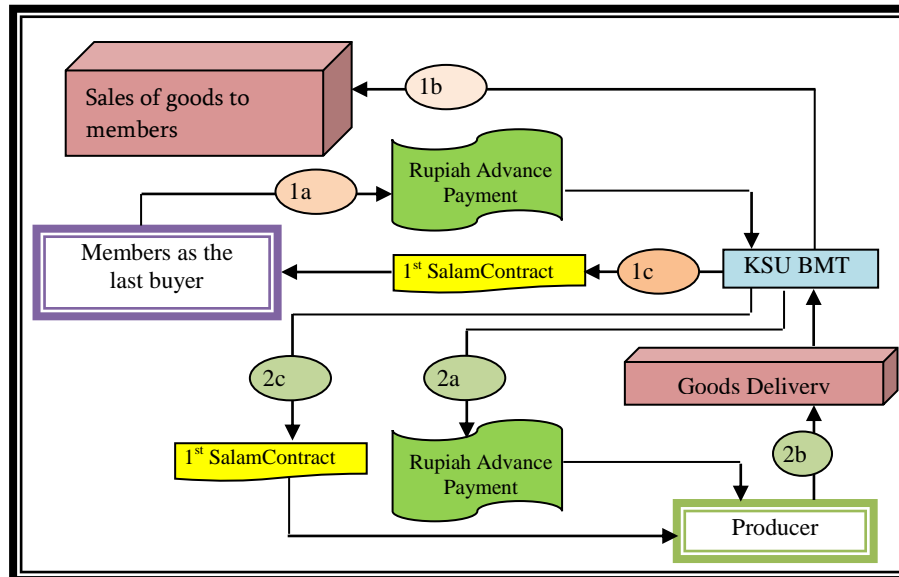 Sales of goods to
members
1b
Rupiah Advance
Payment
1a
Members as the
last buyer
1st SalamContract
1c
KSU BMT
2c
2a
Goods Delivery
1st SalamContract
Rupiah Advance
Payment
2b
Producer